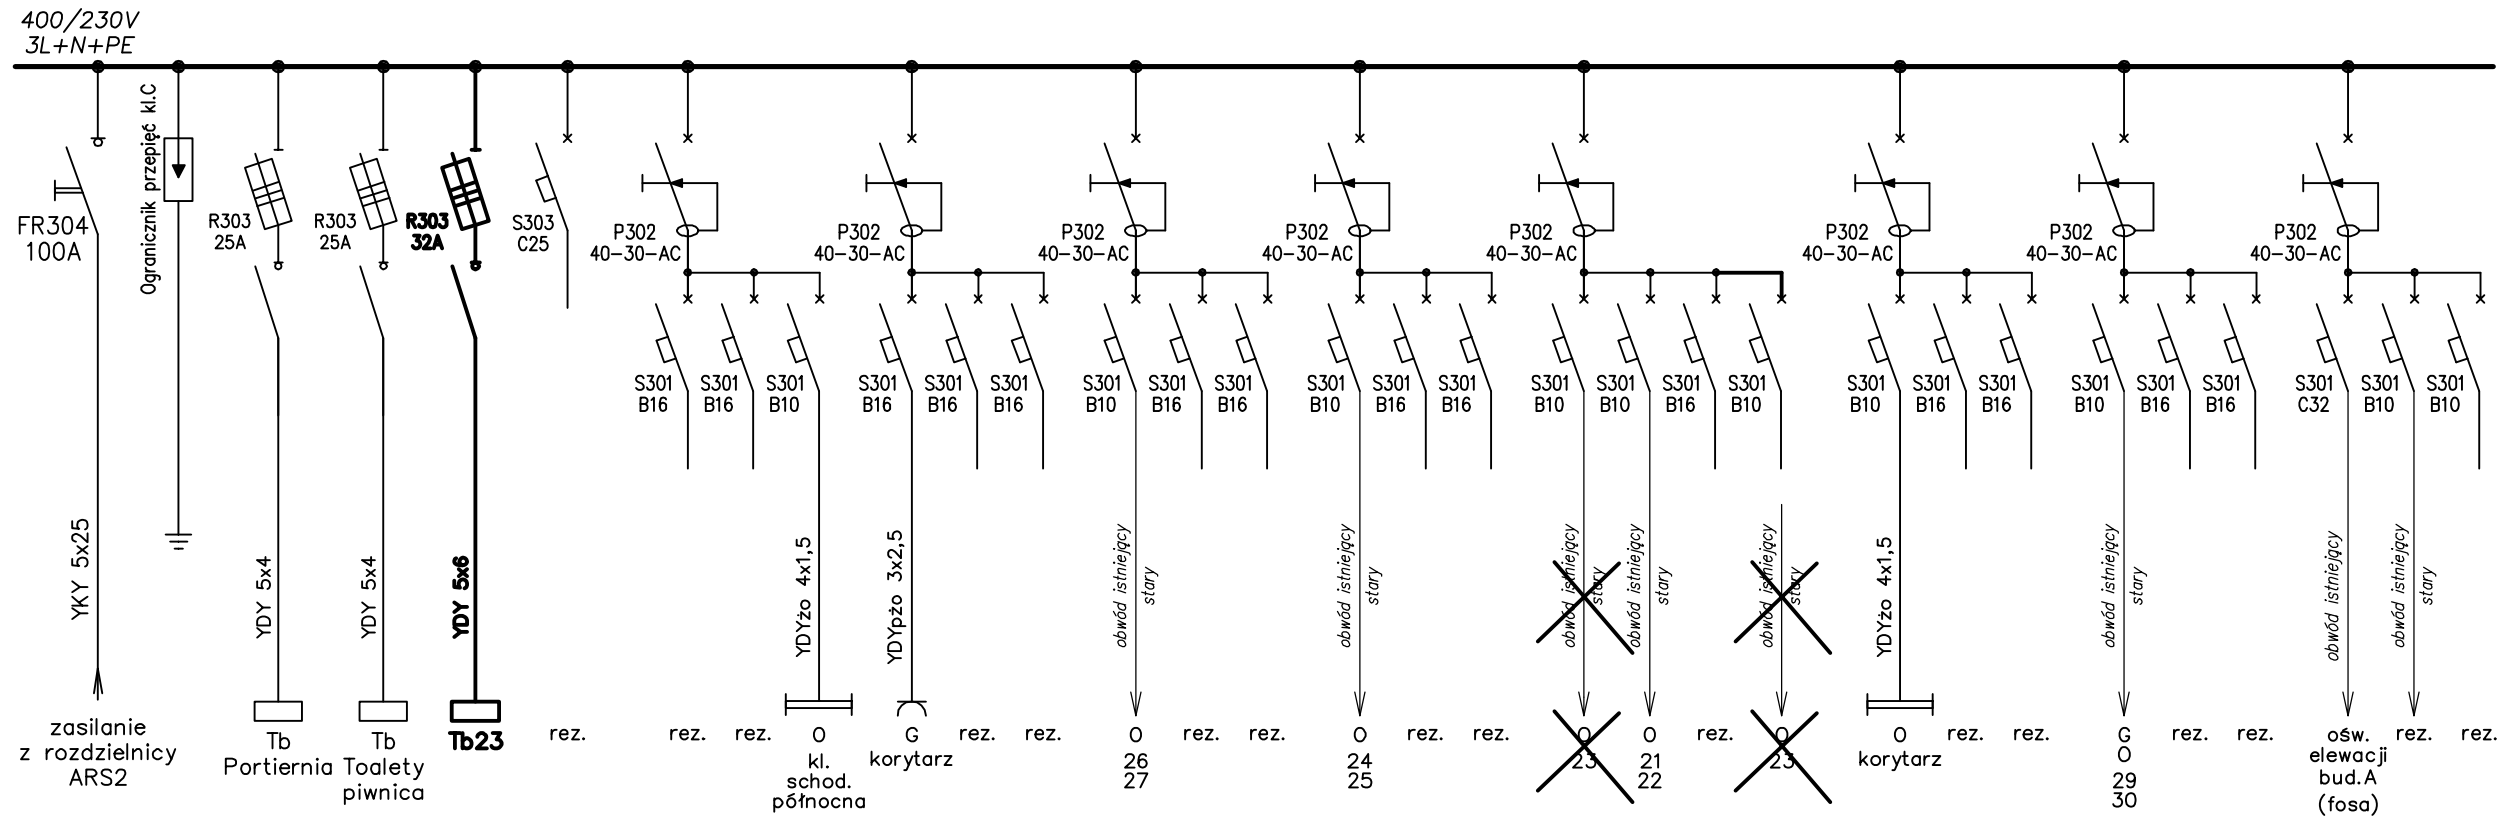 400/230V
3L+N+PE
FR304
100A
YKY 5x25
zasilanie
z rozdzielnicy
ARS2
Ogranicznik przepięć kl.C
R303
25A
YDY 5x4
Tb
Portiernia
R303
25A
YDY 5x4
Tb
Toalety
piwnica
R303
32A
YDY 5x6
Tb23
S303
C25
rez.
P302
40-30-AC
S301
B16
rez.
S301
B16
rez.
S301
B10
YDYżo 4x1,5
O
kl.
schod.
północna
P302
40-30-AC
S301
B16
YDYpżo 3x2,5
G
korytarz
S301
B16
rez.
S301
B16
rez.
P302
40-30-AC
S301
B10
obwód istniejący
stary
O
26
27
S301
B16
rez.
S301
B16
rez.
P302
40-30-AC
S301
B10
obwód istniejący
stary
O
24
25
S301
B16
rez.
S301
B16
rez.
P302
40-30-AC
S301
B10
obwód istniejący
stary
O
23
S301
B10
obwód istniejący
stary
O
21
22
S301
B16
rez.
S301
B10
obwód istniejący
stary
O
23
P302
40-30-AC
S301
B10
YDYżo 4x1,5
O
korytarz
S301
B16
rez.
S301
B16
rez.
P302
40-30-AC
S301
B10
obwód istniejący
stary
G
O
29
30
S301
B16
rez.
S301
B16
rez.
P302
40-30-AC
S301
C32
obwód istniejący
ośw.
elewacji
bud.A
(fosa)
S301
B10
obwód istniejący
stary
rez.
S301
B10
rez.